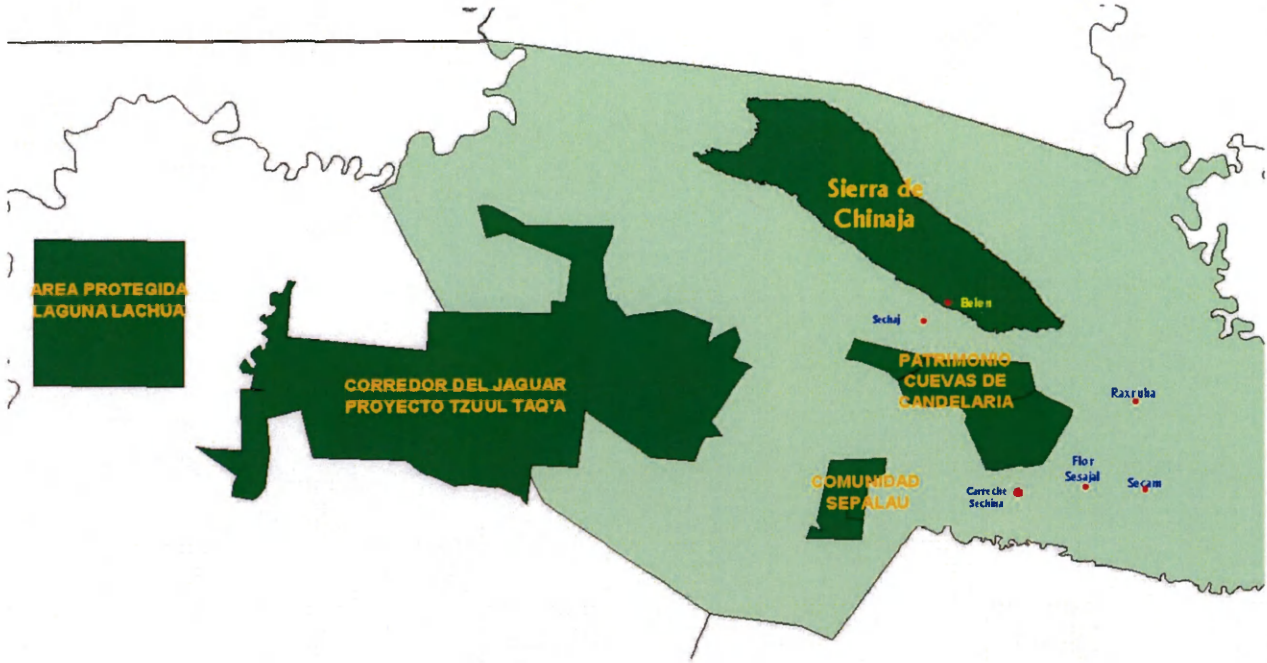 Sierra de
Chinaja
AREA PROTEGIDA
LAGUNA LACHUA
Belen
Sechaj
CORREDOR DEL JAGUAR
PROYECTO TZUUL TAQ'A
PATRIMONIO
CUEVAS DE
CANDELARIA
Raxruha
COMUNIDAD
SEPALAU
Carreche
Sechina
Flor
Sesajal
Secam